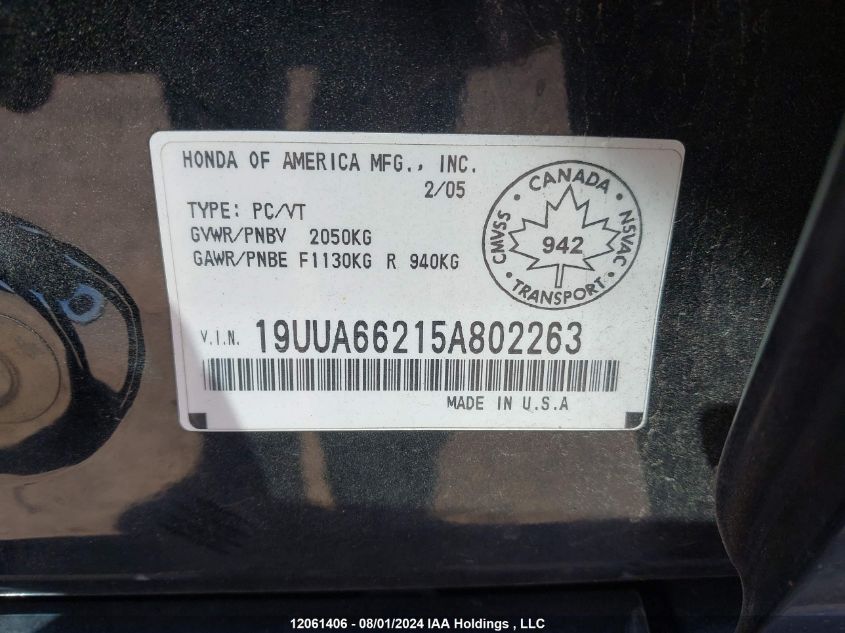 HONDA OF AMERICA MFG., INC.
2/05
TYPE: PC/VT
GVWR/PNBV 2050KG
GAWR/PNBE F1130KG R 940KG
CANADA
CMVSS
942
NSVAC
TRANSPORT
V.I.N. 19UUA66215A802263
MADE IN U.S.A
12061406 - 08/01/2024 IAA Holdings , LLC